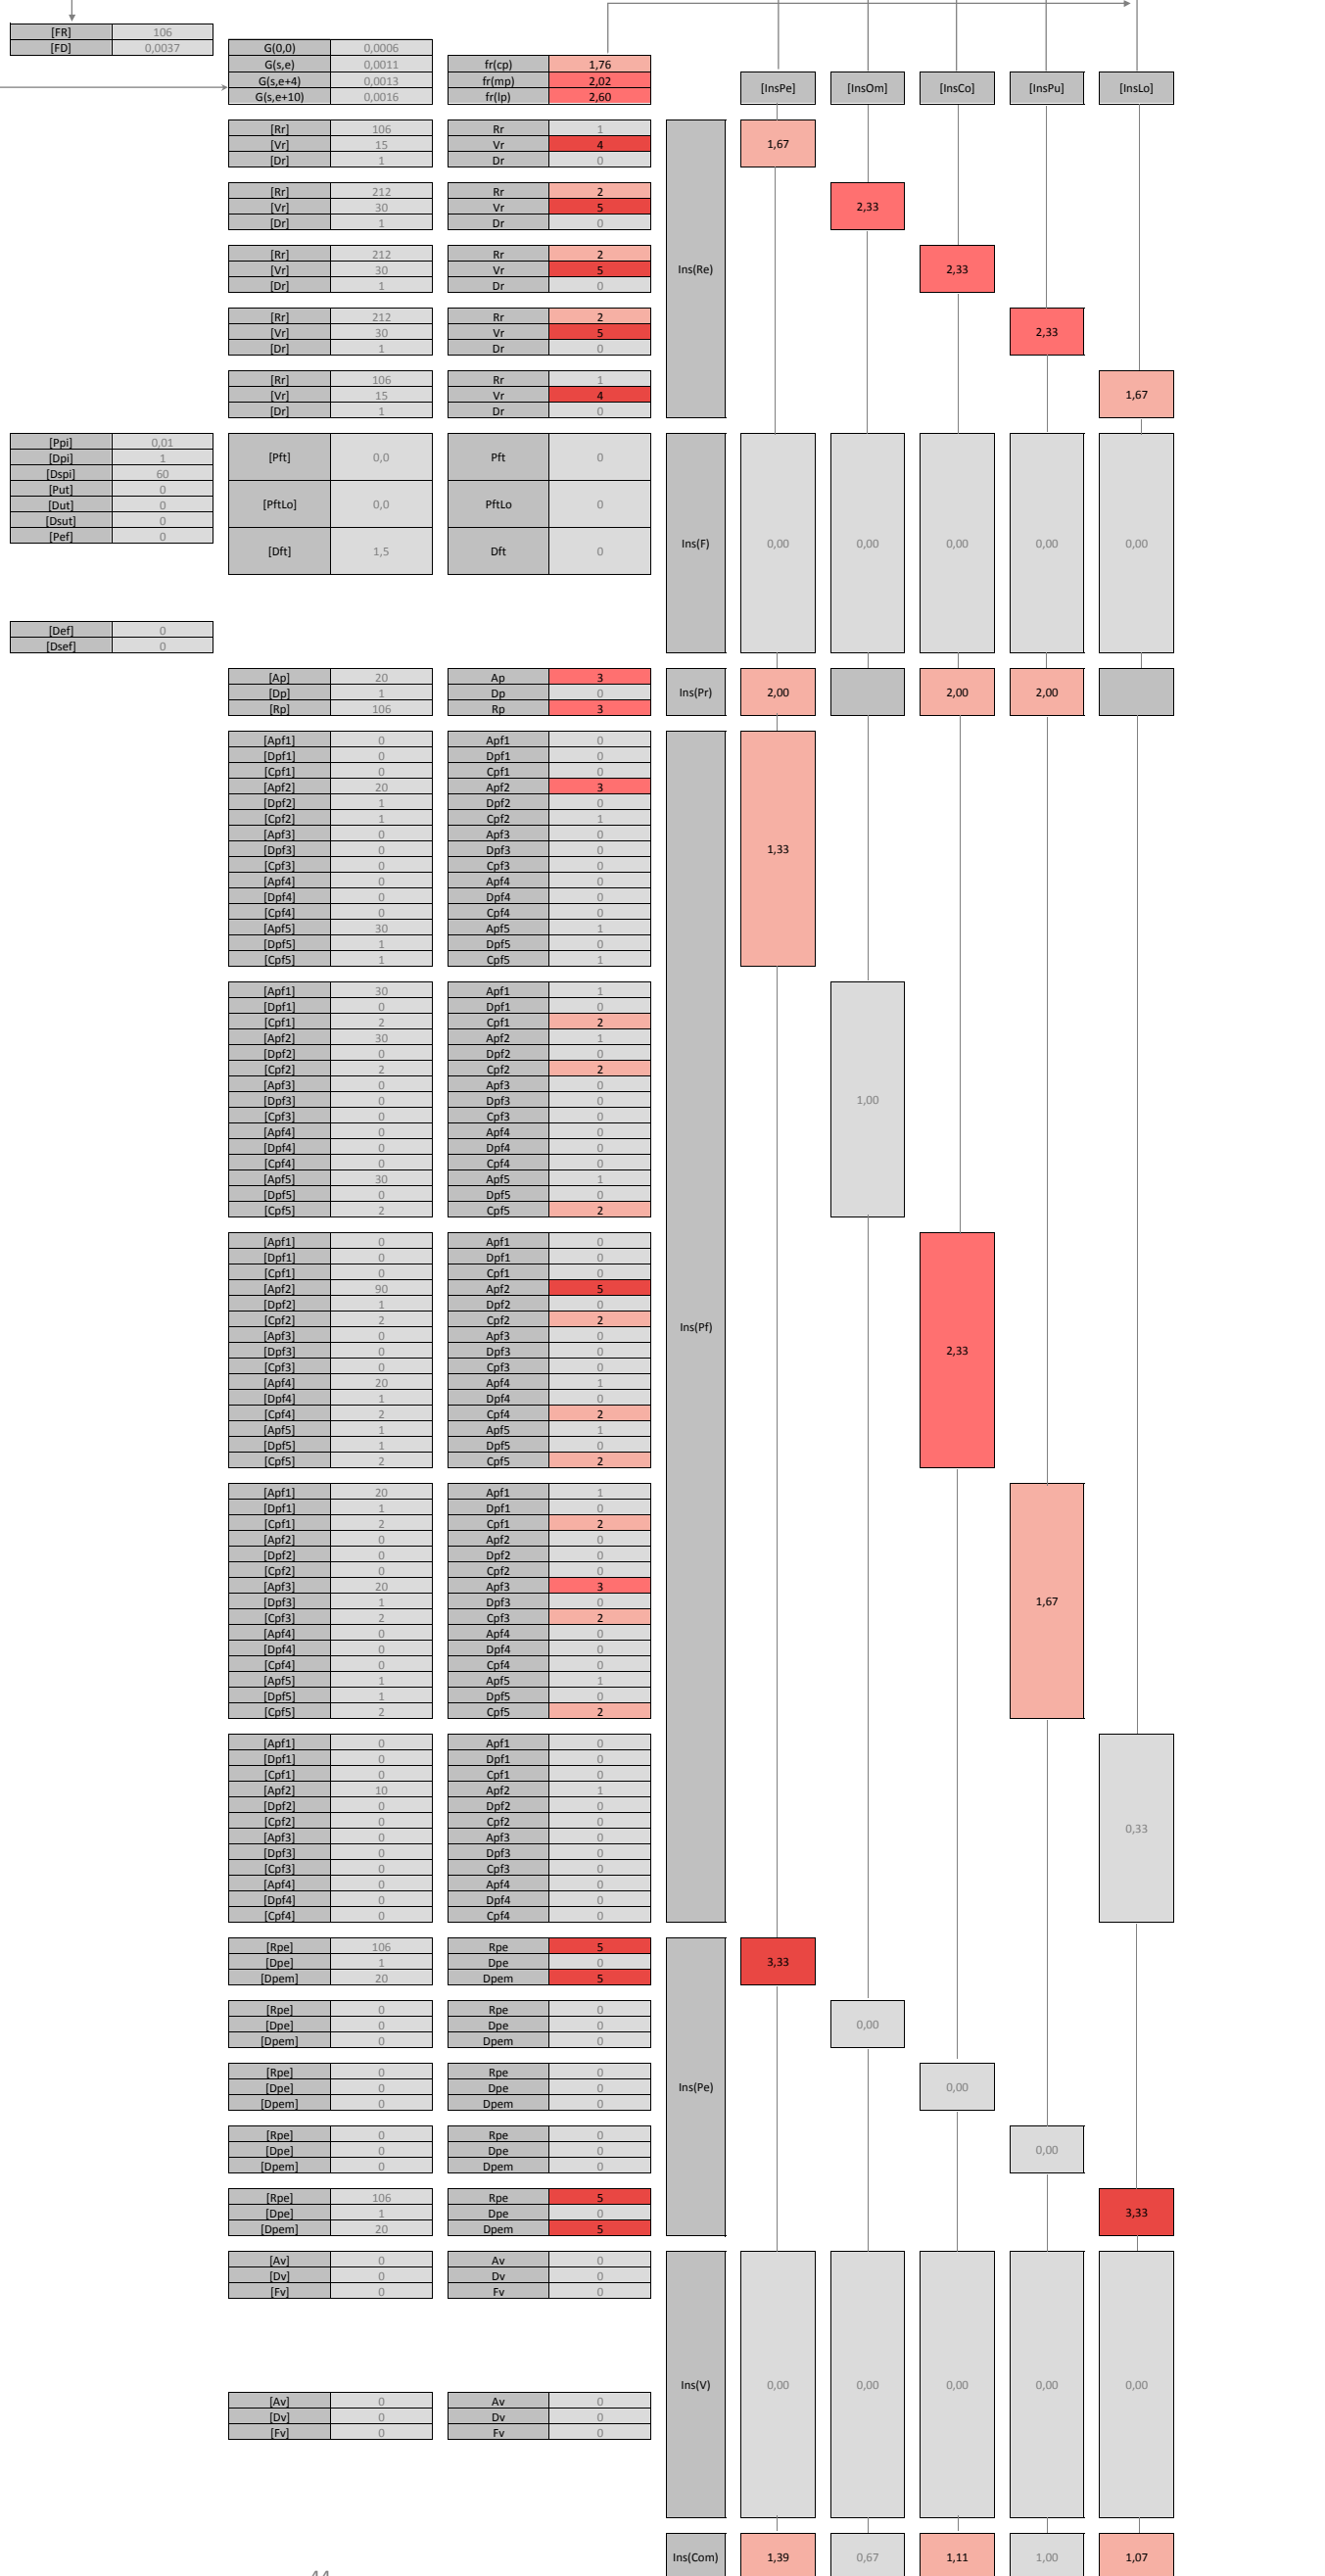 [FR] 106
[FD] 0,0037
G(0,0) 0,0006
G(s,e) 0,0011 fr(cp) 1,76
G(s,e+4) 0,0013 fr(mp) 2,02
G(s,e+10) 0,0016 fr(lp) 2,60
[InsPe] [InsOm] [InsCo] [InsPu] [InsLo]
[Rr] 106 Rr 1
[Vr] 15 Vr 4 1,67
[Dr] 1 Dr 0
[Rr] 212 Rr 2
[Vr] 30 Vr 5 2,33
[Dr] 1 Dr 0
[Rr] 212 Rr 2
[Vr] 30 Vr 5 Ins(Re) 2,33
[Dr] 1 Dr 0
[Rr] 212 Rr 2
[Vr] 30 Vr 5 2,33
[Dr] 1 Dr 0
[Rr] 106 Rr 1
[Vr] 15 Vr 4 1,67
[Dr] 1 Dr 0
[Ppi] 0,01
[Dpi] 1 [Pft] 0,0 Pft 0
[Dspi] 60
[Put] 0
[Dut] 0 [PftLo] 0,0 PftLo 0
[Dsut] 0
[Pef] 0
Ins(F) 0,00 0,00 0,00 0,00 0,00
[Dft] 1,5 Dft 0
[Def] 0
[Dsef] 0
[Ap] 20 Ap 3
[Dp] 1 Dp 0 Ins(Pr) 2,00 2,00 2,00
[Rp] 106 Rp 3
[Apf1] 0 Apf1 0
[Dpf1] 0 Dpf1 0
[Cpf1] 0 Cpf1 0
[Apf2] 20 Apf2 3
[Dpf2] 1 Dpf2 0
[Cpf2] 1 Cpf2 1
[Apf3] 0 Apf3 0
[Dpf3] 0 Dpf3 0 1,33
[Cpf3] 0 Cpf3 0
[Apf4] 0 Apf4 0
[Dpf4] 0 Dpf4 0
[Cpf4] 0 Cpf4 0
[Apf5] 30 Apf5 1
[Dpf5] 1 Dpf5 0
[Cpf5] 1 Cpf5 1
[Apf1] 30 Apf1 1
[Dpf1] 0 Dpf1 0
[Cpf1] 2 Cpf1 2
[Apf2] 30 Apf2 1
[Dpf2] 0 Dpf2 0
[Cpf2] 2 Cpf2 2
[Apf3] 0 Apf3 0
[Dpf3] 0 Dpf3 0 1,00
[Cpf3] 0 Cpf3 0
[Apf4] 0 Apf4 0
[Dpf4] 0 Dpf4 0
[Cpf4] 0 Cpf4 0
[Apf5] 30 Apf5 1
[Dpf5] 0 Dpf5 0
[Cpf5] 2 Cpf5 2
[Apf1] 0 Apf1 0
[Dpf1] 0 Dpf1 0
[Cpf1] 0 Cpf1 0
[Apf2] 90 Apf2 5
[Dpf2] 1 Dpf2 0
[Cpf2] 2 Cpf2 2 Ins(Pf)
[Apf3] 0 Apf3 0
[Dpf3] 0 Dpf3 0 2,33
[Cpf3] 0 Cpf3 0
[Apf4] 20 Apf4 1
[Dpf4] 1 Dpf4 0
[Cpf4] 2 Cpf4 2
[Apf5] 1 Apf5 1
[Dpf5] 1 Dpf5 0
[Cpf5] 2 Cpf5 2
[Apf1] 20 Apf1 1
[Dpf1] 1 Dpf1 0
[Cpf1] 2 Cpf1 2
[Apf2] 0 Apf2 0
[Dpf2] 0 Dpf2 0
[Cpf2] 0 Cpf2 0
[Apf3] 20 Apf3 3
[Dpf3] 1 Dpf3 0 1,67
[Cpf3] 2 Cpf3 2
[Apf4] 0 Apf4 0
[Dpf4] 0 Dpf4 0
[Cpf4] 0 Cpf4 0
[Apf5] 1 Apf5 1
[Dpf5] 1 Dpf5 0
[Cpf5] 2 Cpf5 2
[Apf1] 0 Apf1 0
[Dpf1] 0 Dpf1 0
[Cpf1] 0 Cpf1 0
[Apf2] 10 Apf2 1
[Dpf2] 0 Dpf2 0
[Cpf2] 0 Cpf2 0 0,33
[Apf3] 0 Apf3 0
[Dpf3] 0 Dpf3 0
[Cpf3] 0 Cpf3 0
[Apf4] 0 Apf4 0
[Dpf4] 0 Dpf4 0
[Cpf4] 0 Cpf4 0
[Rpe] 106 Rpe 5
[Dpe] 1 Dpe 0 3,33
[Dpem] 20 Dpem 5
[Rpe] 0 Rpe 0
[Dpe] 0 Dpe 0 0,00
[Dpem] 0 Dpem 0
[Rpe] 0 Rpe 0
[Dpe] 0 Dpe 0 Ins(Pe) 0,00
[Dpem] 0 Dpem 0
[Rpe] 0 Rpe 0
[Dpe] 0 Dpe 0 0,00
[Dpem] 0 Dpem 0
[Rpe] 106 Rpe 5
[Dpe] 1 Dpe 0 3,33
[Dpem] 20 Dpem 5
[Av] 0 Av 0
[Dv] 0 Dv 0
[Fv] 0 Fv 0
Ins(V) 0,00 0,00 0,00 0,00 0,00
[Av] 0 Av 0
[Dv] 0 Dv 0
[Fv] 0 Fv 0
Ins(Com) 1,39 0,67 1,11 1,00 1,07